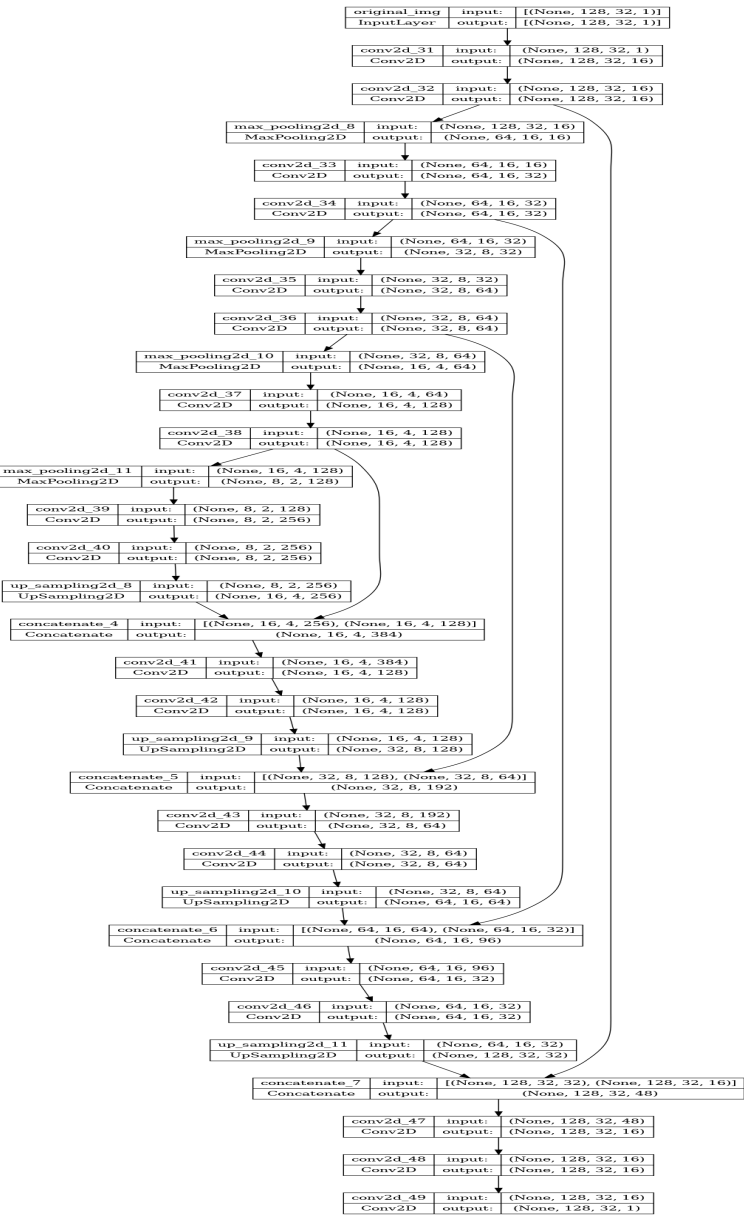 original_img input: [(None, 128, 32, 1)]
InputLayer output: [(None, 128, 32, 1)]
conv2d_31 input: (None, 128, 32, 1)
Conv2D output: (None, 128, 32, 16)
conv2d_32 input: (None, 128, 32, 16)
Conv2D output: (None, 128, 32, 16)
max_pooling2d_8 input: (None, 128, 32, 16)
MaxPooling2D output: (None, 64, 16, 16)
conv2d_33 input: (None, 64, 16, 16)
Conv2D output: (None, 64, 16, 32)
conv2d_34 input: (None, 64, 16, 32)
Conv2D output: (None, 64, 16, 32)
max_pooling2d_9 input: (None, 64, 16, 32)
MaxPooling2D output: (None, 32, 8, 32)
conv2d_35 input: (None, 32, 8, 32)
Conv2D output: (None, 32, 8, 64)
conv2d_36 input: (None, 32, 8, 64)
Conv2D output: (None, 32, 8, 64)
max_pooling2d_10 input: (None, 32, 8, 64)
MaxPooling2D output: (None, 16, 4, 64)
conv2d_37 input: (None, 16, 4, 64)
Conv2D output: (None, 16, 4, 128)
conv2d_38 input: (None, 16, 4, 128)
Conv2D output: (None, 16, 4, 128)
max_pooling2d_11 input: (None, 16, 4, 128)
MaxPooling2D output: (None, 8, 2, 128)
conv2d_39 input: (None, 8, 2, 128)
Conv2D output: (None, 8, 2, 256)
conv2d_40 input: (None, 8, 2, 256)
Conv2D output: (None, 8, 2, 256)
up_sampling2d_8 input: (None, 8, 2, 256)
UpSampling2D output: (None, 16, 4, 256)
concatenate_4 input: [(None, 16, 4, 256), (None, 16, 4, 128)]
Concatenate output: (None, 16, 4, 384)
conv2d_41 input: (None, 16, 4, 384)
Conv2D output: (None, 16, 4, 128)
conv2d_42 input: (None, 16, 4, 128)
Conv2D output: (None, 16, 4, 128)
up_sampling2d_9 input: (None, 16, 4, 128)
UpSampling2D output: (None, 32, 8, 128)
concatenate_5 input: [(None, 32, 8, 128), (None, 32, 8, 64)]
Concatenate output: (None, 32, 8, 192)
conv2d_43 input: (None, 32, 8, 192)
Conv2D output: (None, 32, 8, 64)
conv2d_44 input: (None, 32, 8, 64)
Conv2D output: (None, 32, 8, 64)
up_sampling2d_10 input: (None, 32, 8, 64)
UpSampling2D output: (None, 64, 16, 64)
concatenate_6 input: [(None, 64, 16, 64), (None, 64, 16, 32)]
Concatenate output: (None, 64, 16, 96)
conv2d_45 input: (None, 64, 16, 96)
Conv2D output: (None, 64, 16, 32)
conv2d_46 input: (None, 64, 16, 32)
Conv2D output: (None, 64, 16, 32)
up_sampling2d_11 input: (None, 64, 16, 32)
UpSampling2D output: (None, 128, 32, 32)
concatenate_7 input: [(None, 128, 32, 32), (None, 128, 32, 16)]
Concatenate output: (None, 128, 32, 48)
conv2d_47 input: (None, 128, 32, 48)
Conv2D output: (None, 128, 32, 16)
conv2d_48 input: (None, 128, 32, 16)
Conv2D output: (None, 128, 32, 16)
conv2d_49 input: (None, 128, 32, 16)
Conv2D output: (None, 128, 32, 1)